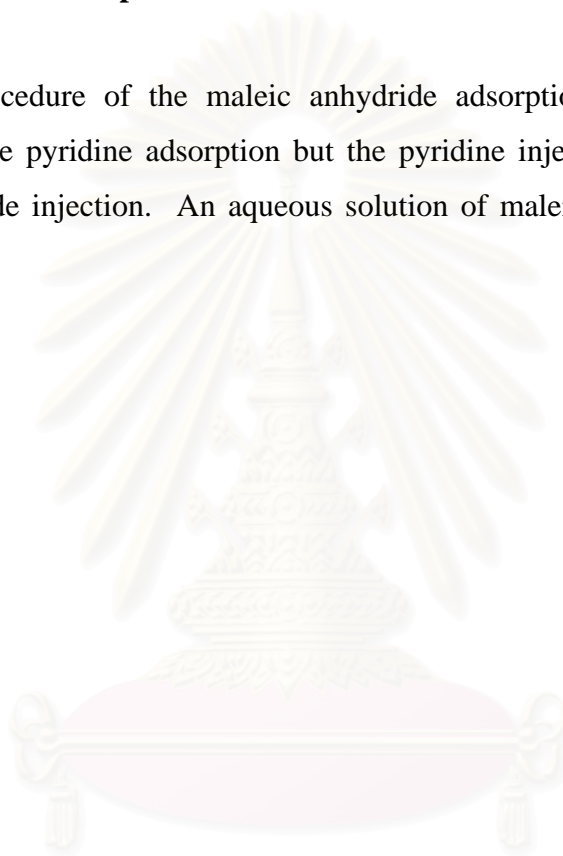 cedure of the maleic anhydride adsorptio
e pyridine adsorption but the pyridine inje
de injection. An aqueous solution of male